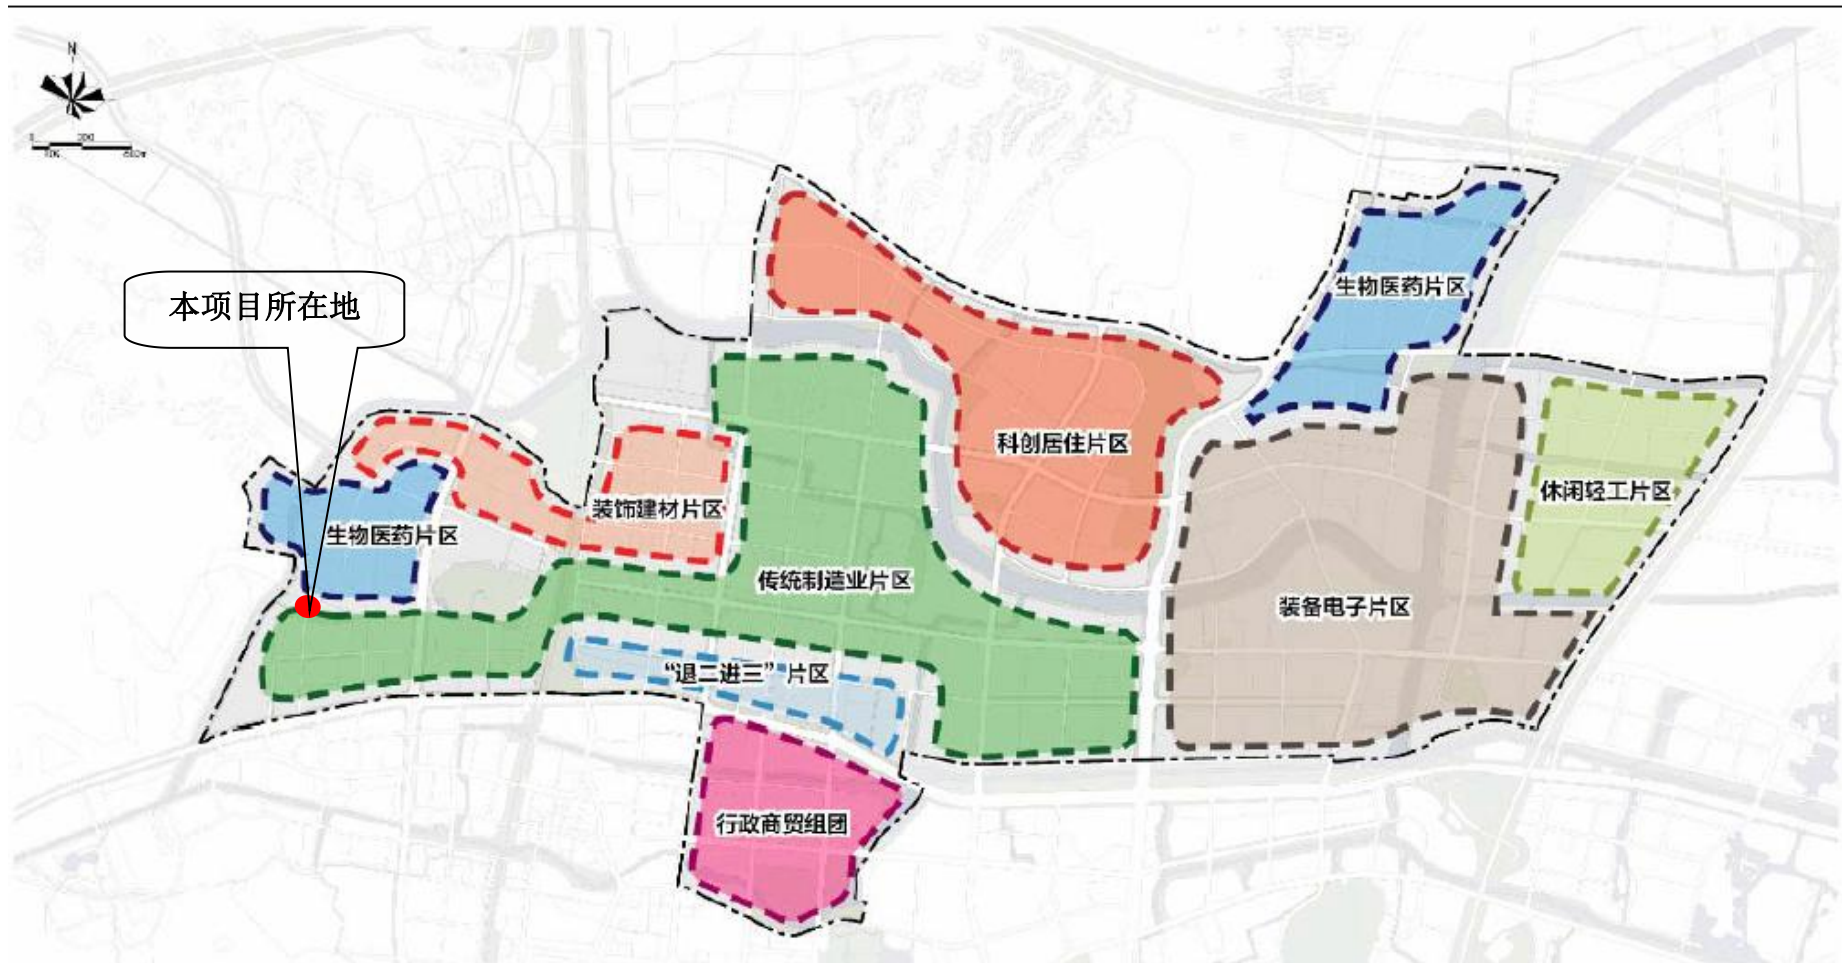 N
本项目所在地
生物医药片区
科创居住片区
休闲轻工片区
装饰建材片区
生物医药片区
传统制造业片区
装备电子片区
“退二进三”片区
行政商贸组团